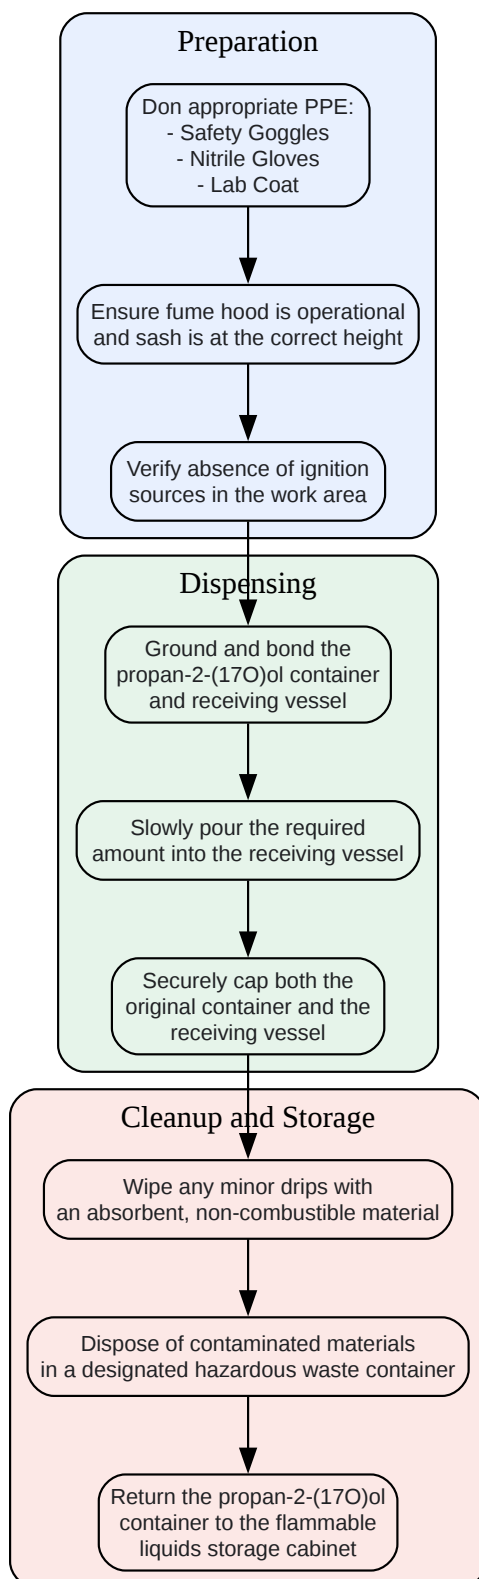 Preparation
Don appropriate PPE:
- Safety Goggles
- Nitrile Gloves
- Lab Coat
Ensure fume hood is operational
and sash is at the correct height
Verify absence of ignition
sources in the work area
Dispensing
Ground and bond the
propan-2-(17O)ol container
and receiving vessel
Slowly pour the required
amount into the receiving vessel
Securely cap both the
original container and the
receiving vessel
Cleanup and Storage
Wipe any minor drips with
an absorbent, non-combustible material
Dispose of contaminated materials
in a designated hazardous waste container
Return the propan-2-(17O)ol
container to the flammable
liquids storage cabinet